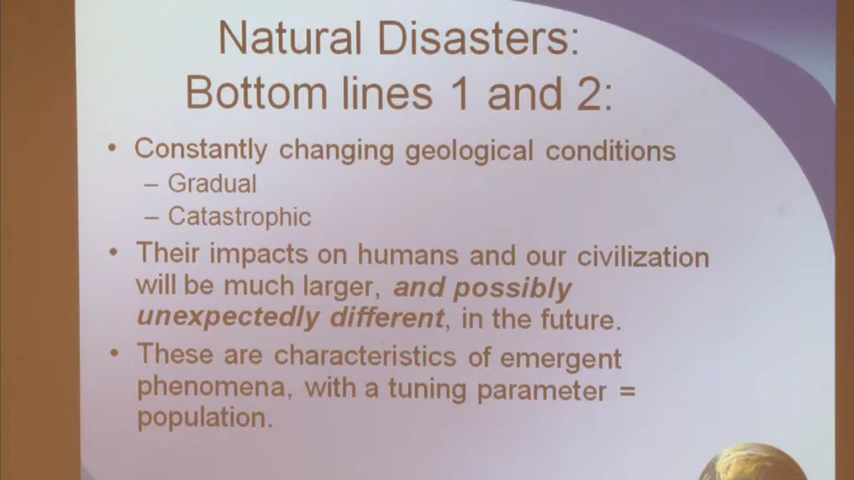 Natural Disasters:
Bottom lines 1 and 2:
• Constantly changing geological conditions
– Gradual
– Catastrophic
• Their impacts on humans and our civilization
will be much larger, and possibly
unexpectedly different, in the future.
• These are characteristics of emergent
phenomena, with a tuning parameter =
population.